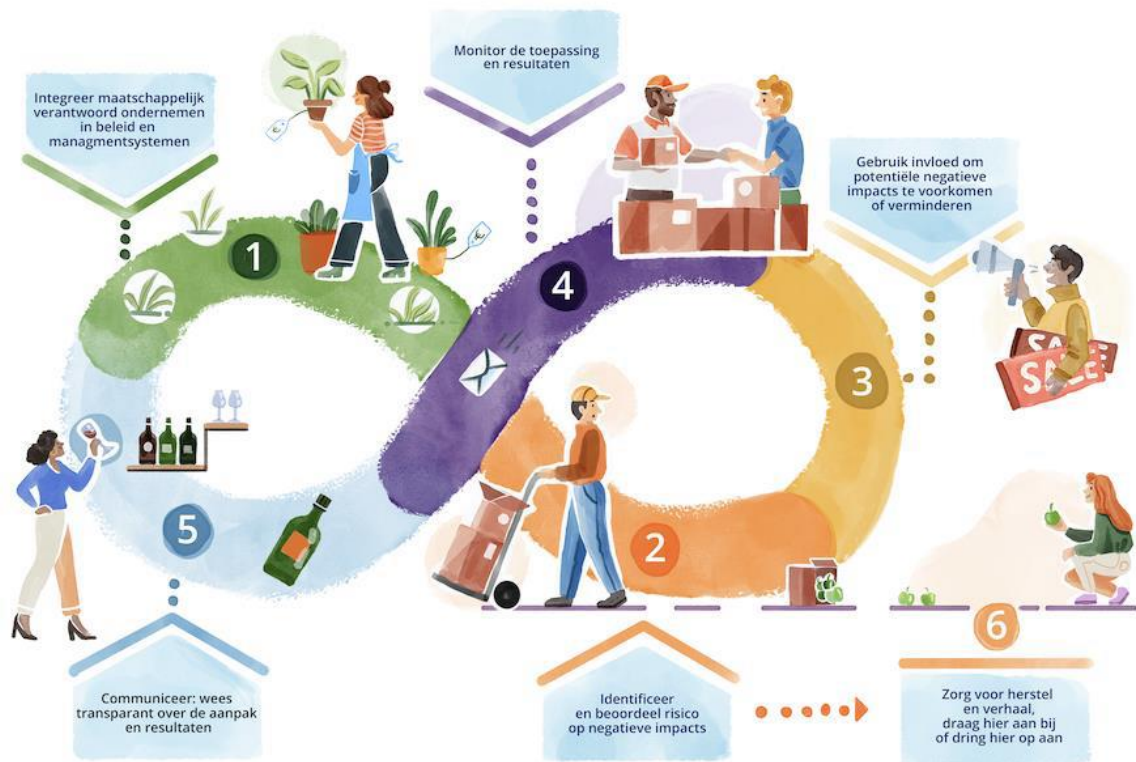 Integreer maatschappelijk
verantwoord ondernemen
in beleid en
managmentsystemen
Monitor de toepassing
en resultaten
Gebruik invloed om
potentiële negatieve
impacts te voorkomen
of verminderen
1
4
3
€
€
SALE
SALE
5
2
6
Communiceer: wees
transparant over de aanpak
en resultaten
Identificeer
en beoordeel risico
op negatieve impacts
Zorg voor herstel
en verhaal,
draag hier aan bij
of dring hier op aan